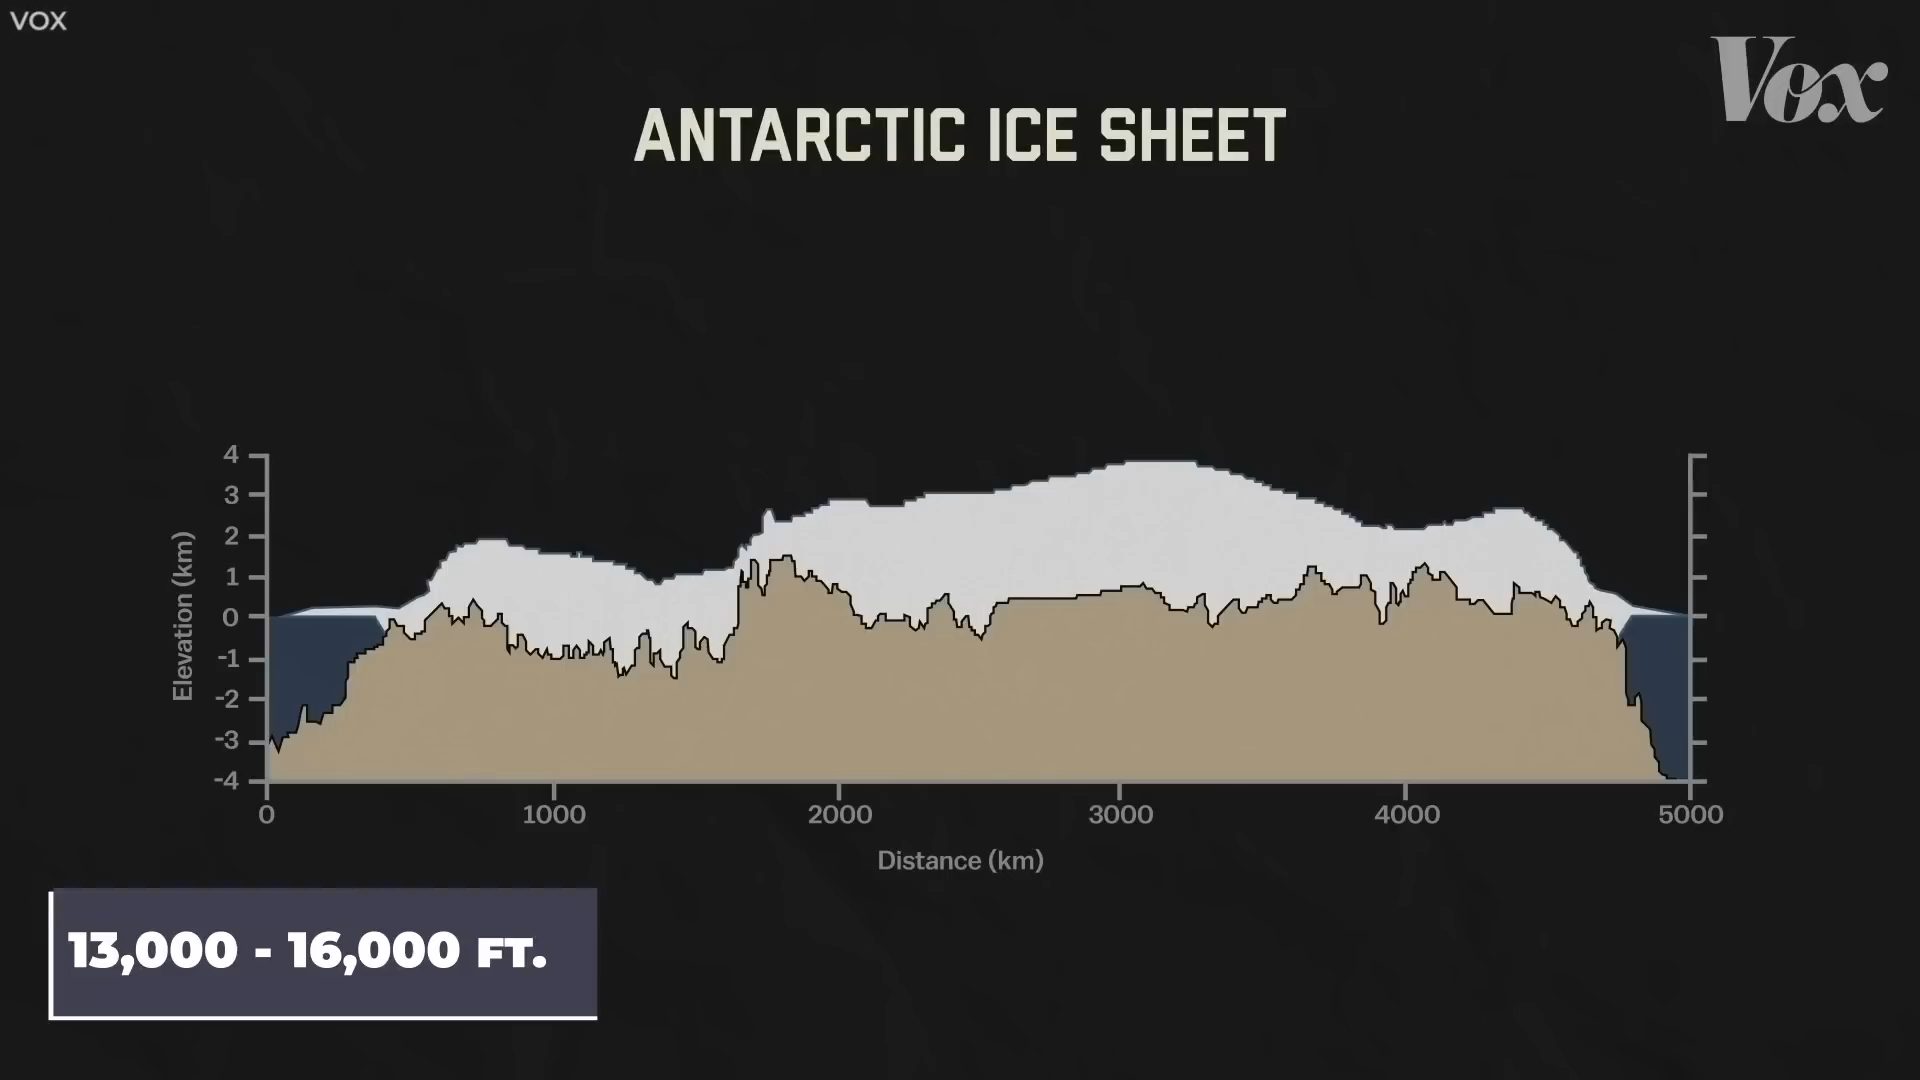 VOX
Vox
ANTARCTIC ICE SHEET
4
3
2
1
0
-1
-2
-3
-4
Elevation (km)
0 1000 2000 3000 4000 5000
Distance (km)
13,000 - 16,000 FT.